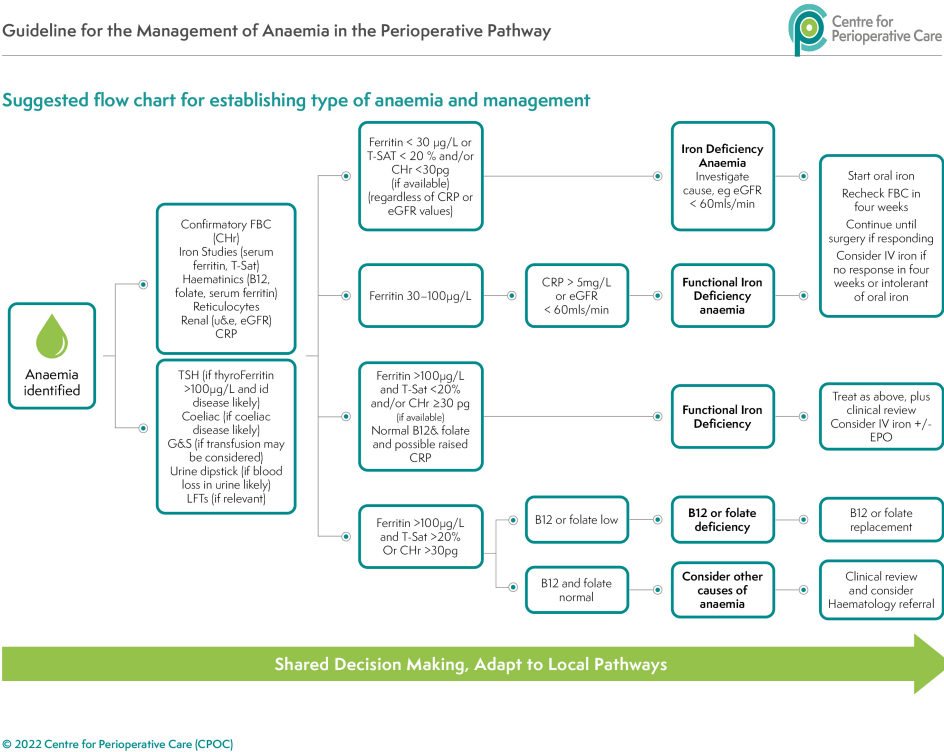 Guideline for the Management of Anaemia in the Perioperative Pathway
Centre for
Perioperative Care
Suggested flow chart for establishing type of anaemia and management
Anaemia
identified
Confirmatory FBC
(CHr)
Iron Studies (serum
ferritin, T-Sat)
Haematinics (B12,
folate, serum ferritin)
Reticulocytes
Renal (u&e, eGFR)
CRP
TSH (if thyroFerritin
>100µg/L and id
disease likely)
Coeliac (if coeliac
disease likely)
G&S (if transfusion may
be considered)
Urine dipstick (if blood
loss in urine likely)
LFTs (if relevant)
Ferritin < 30 µg/L or
T-SAT < 20 % and/or
CHr <30pg
(if available)
(regardless of CRP or
eGFR values)
Iron Deficiency
Anaemia
Investigate
cause, eg eGFR
< 60mls/min
Start oral iron
Recheck FBC in
four weeks
Continue until
surgery if responding
Consider IV iron if
no response in four
weeks or intolerant
of oral iron
Ferritin 30–100µg/L
CRP > 5mg/L
or eGFR
< 60mls/min
Functional Iron
Deficiency
anaemia
Ferritin >100µg/L
and T-Sat <20%
and/or CHr ≥30 pg
(if available)
Normal B12& folate
and possible raised
CRP
Functional Iron
Deficiency
Treat as above, plus
clinical review
Consider IV iron +/-
EPO
Ferritin >100µg/L
and T-Sat >20%
Or CHr >30pg
B12 or folate low
B12 or folate
deficiency
B12 or folate
replacement
B12 and folate
normal
Consider other
causes of
anaemia
Clinical review
and consider
Haematology referral
Shared Decision Making, Adapt to Local Pathways
© 2022 Centre for Perioperative Care (CPOC)